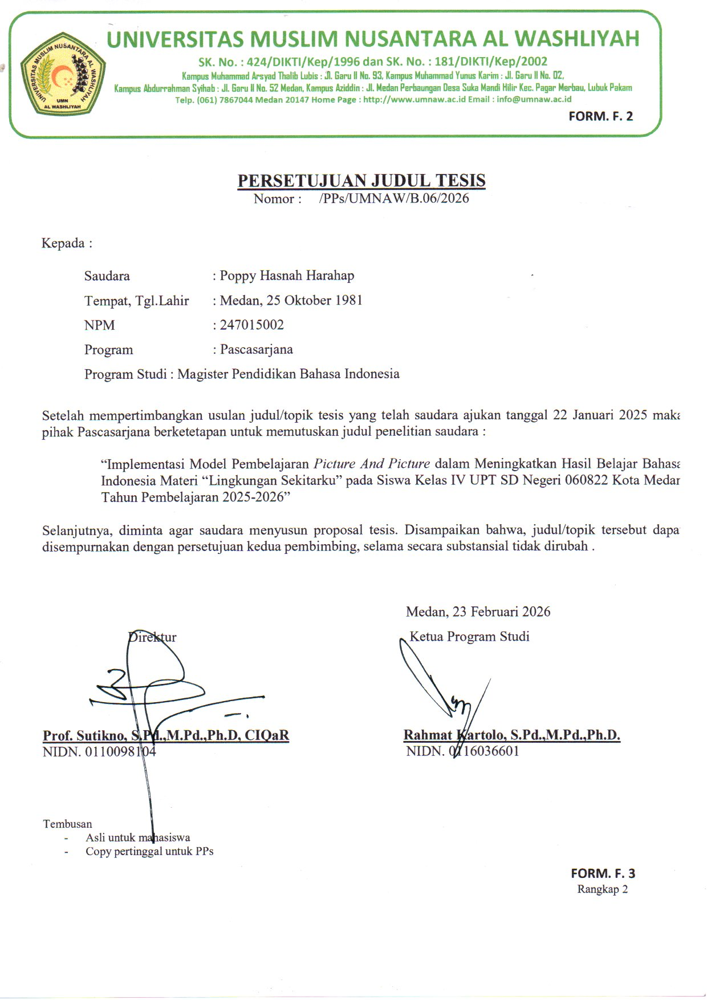 UNIVERSITAS MUSLIM NUSANTARA AL WASHLIYAH
SK. No. : 424/DIKTI/Kep/1996 dan SK. No. : 181/DIKTI/Kep/2002
Kampus Muhammad Arsyad Thalib Lubis : Jl. Garu II No. 93, Kampus Muhammad Yunus Karim : Jl. Garu II No. 02,
Kampus Abdurrahman Syihab : Jl. Garu II No. 52 Medan, Kampus Aziddin : Jl. Medan Perbaungan Desa Suka Mandi Hilir Kec. Pagar Merbau, Lubuk Pakam
Telp. (061) 7867044 Medan 20147 Home Page : http://www.umnaw.ac.id Email : info@umnaw.ac.id
UNIVERSITAS MUSLIM NUSANTARA AL WASHLIYAH
UMN
AL WASHLIYAH
FORM. F. 2
PERSETUJUAN JUDUL TESIS
Nomor : /PPs/UMNAW/B.06/2026
Kepada :
Saudara : Poppy Hasnah Harahap
Tempat, Tgl.Lahir : Medan, 25 Oktober 1981
NPM : 247015002
Program : Pascasarjana
Program Studi : Magister Pendidikan Bahasa Indonesia
Setelah mempertimbangkan usulan judul/topik tesis yang telah saudara ajukan tanggal 22 Januari 2025 maka
pihak Pascasarjana berketetapan untuk memutuskan judul penelitian saudara :
“Implementasi Model Pembelajaran Picture And Picture dalam Meningkatkan Hasil Belajar Bahasa
Indonesia Materi “Lingkungan Sekitarku” pada Siswa Kelas IV UPT SD Negeri 060822 Kota Medan
Tahun Pembelajaran 2025-2026”
Selanjutnya, diminta agar saudara menyusun proposal tesis. Disampaikan bahwa, judul/topik tersebut dapa
disempurnakan dengan persetujuan kedua pembimbing, selama secara substansial tidak dirubah .
Medan, 23 Februari 2026
Direktur
Ketua Program Studi
Prof. Sutikno, S.Pd.,M.Pd.,Ph.D, CIQaR
NIDN. 0110098104
Rahmat Kartolo, S.Pd.,M.Pd.,Ph.D.
NIDN. 0116036601
Tembusan
- Asli untuk mahasiswa
- Copy pertinggal untuk PPs
FORM. F. 3
Rangkap 2